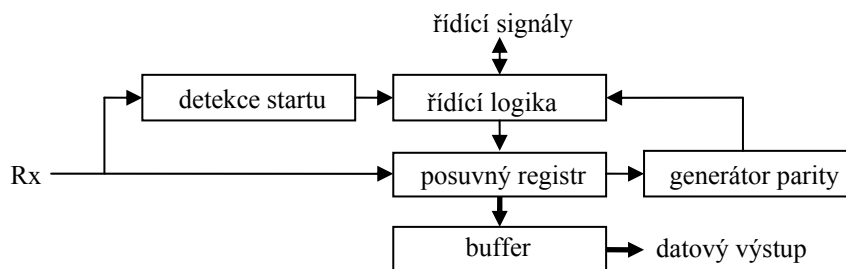 řídící signály
detekce startu
řídící logika
Rx
posuvný registr
generátor parity
buffer
datový výstup